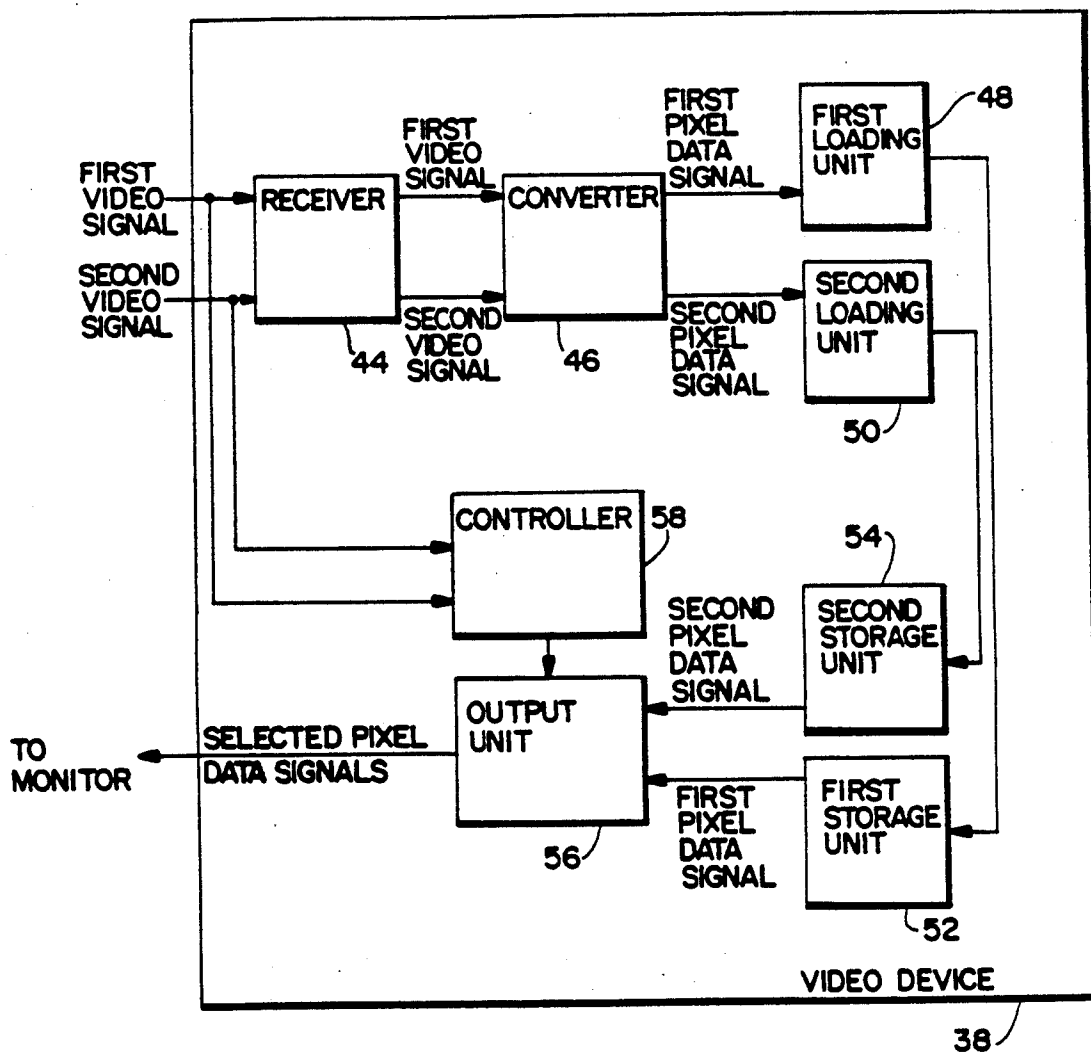 FIRST
VIDEO
SIGNAL
SECOND
VIDEO
SIGNAL
RECEIVER
44
FIRST
VIDEO
SIGNAL
SECOND
VIDEO
SIGNAL
CONVERTER
46
FIRST
PIXEL
DATA
SIGNAL
SECOND
PIXEL
DATA
SIGNAL
FIRST
LOADING
UNIT
48
SECOND
LOADING
UNIT
50
CONTROLLER
58
54
SECOND
STORAGE
UNIT
SECOND
PIXEL
DATA
SIGNAL
OUTPUT
UNIT
56
FIRST
PIXEL
DATA
SIGNAL
FIRST
STORAGE
UNIT
52
SELECTED PIXEL
DATA SIGNALS
TO
MONITOR
VIDEO DEVICE
38